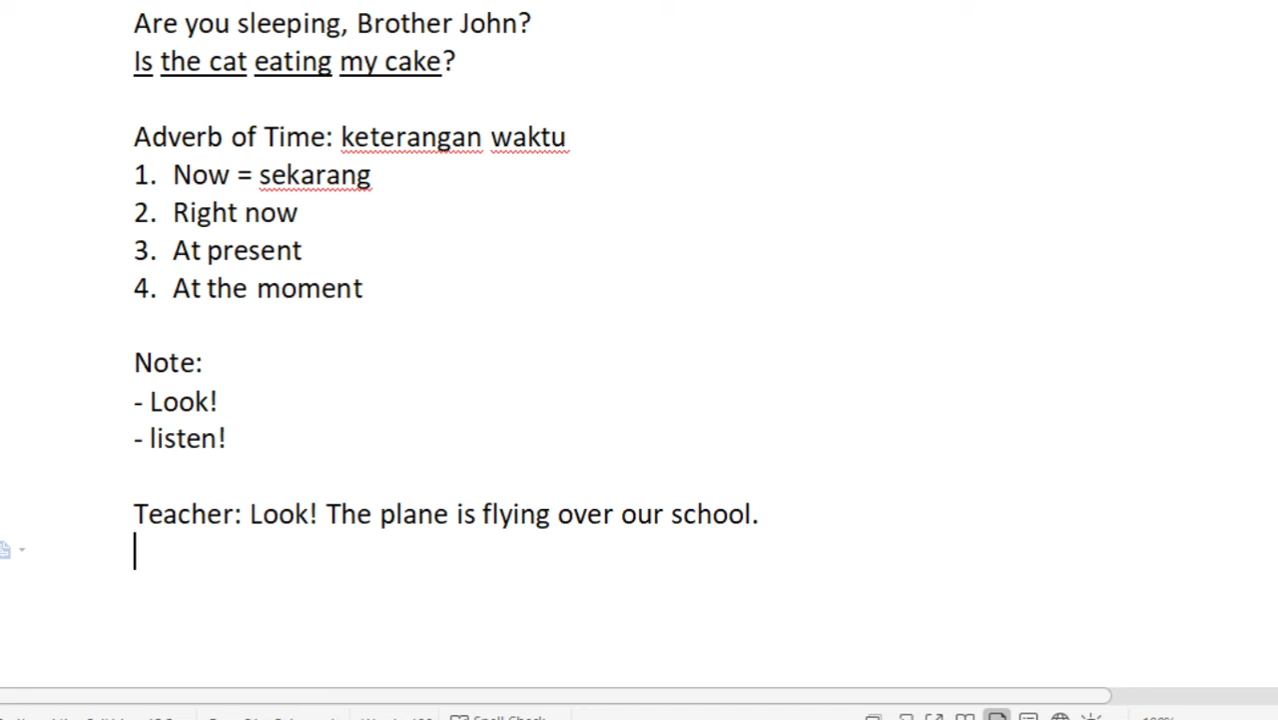 Are you sleeping, Brother John?
Is the cat eating my cake?
Adverb of Time: keterangan waktu
1. Now = sekarang
2. Right now
3. At present
4. At the moment
Note:
- Look!
- listen!
Teacher: Look! The plane is flying over our school.